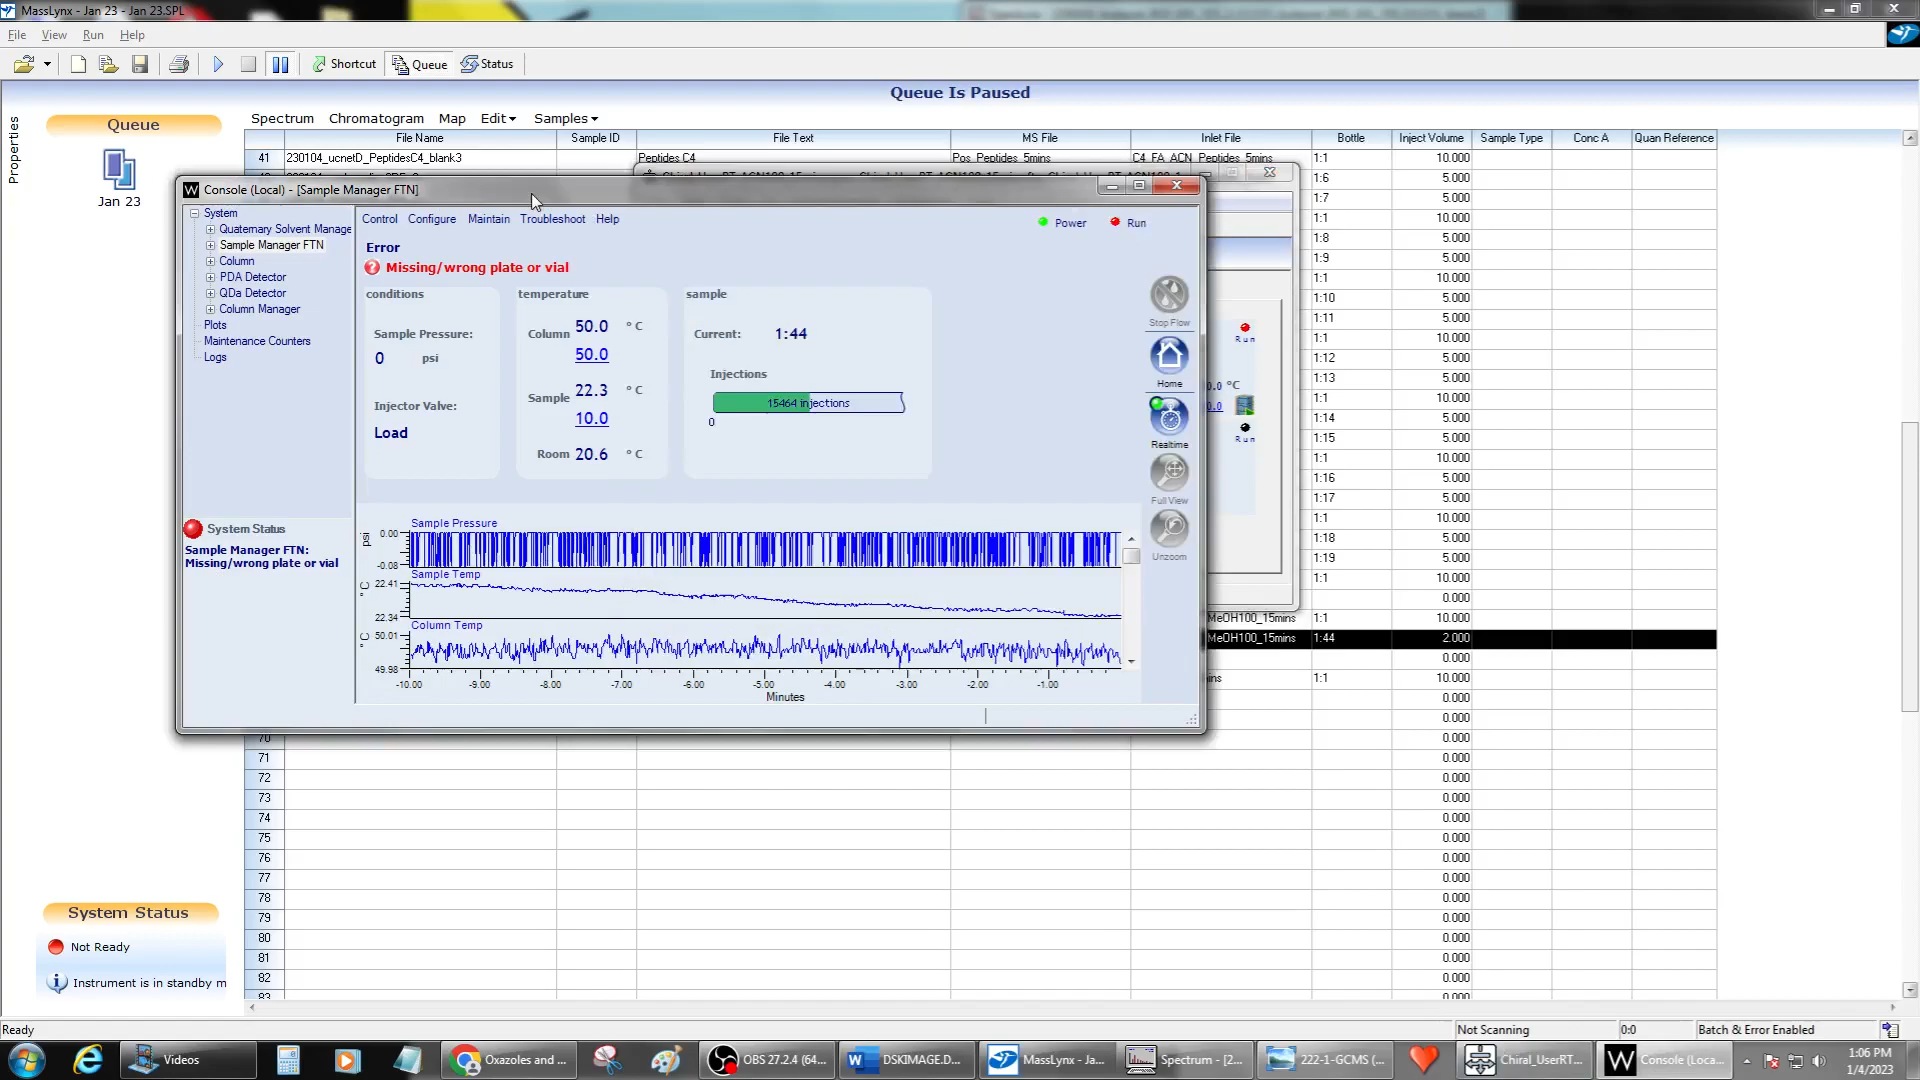 MassLynx - Jan 23 - Jan 23.SPL
File View Run Help
Shortcut Queue Status
Queue Is Paused
Properties
Queue
Jan 23
Spectrum Chromatogram Map Edit Samples
File Name Sample ID File Text MS File Inlet File Bottle Inject Volume Sample Type Conc A Quan Reference
41 230104_ucnetD_PeptidesC4_blank3 Peptides C4 Pos_Peptides_5mins C4_FA_ACN_Peptides_5mins 1:1 10.000
1:6 5.000
1:7 5.000
1:1 10.000
1:8 5.000
1:9 5.000
1:1 10.000
1:10 5.000
1:11 5.000
1:1 10.000
1:12 5.000
1:13 5.000
1:1 10.000
1:14 5.000
1:15 5.000
1:1 10.000
1:16 5.000
1:17 5.000
1:1 10.000
1:18 5.000
1:19 5.000
1:1 10.000
0.000
MeOH100_15mins 1:1 10.000
MeOH100_15mins 1:44 2.000
0.000
1:1 10.000
0.000
0.000
70 0.000
71 0.000
72 0.000
73 0.000
74 0.000
75 0.000
76 0.000
77 0.000
78 0.000
79 0.000
80 0.000
81 0.000
82 0.000
83 0.000
Console (Local) - [Sample Manager FTN]
System
Quaternary Solvent Manage
Sample Manager FTN
Column
PDA Detector
QDa Detector
Column Manager
Plots
Maintenance Counters
Logs
System Status
Sample Manager FTN:
Missing/wrong plate or vial
Control Configure Maintain Troubleshoot Help
Power Run
Error
Missing/wrong plate or vial
conditions
Sample Pressure:
0 psi
Injector Valve:
Load
temperature
Column 50.0 °C
50.0
Sample 22.3 °C
10.0
Room 20.6 °C
sample
Current: 1:44
Injections
15464 injections
0
Stop Flow
Home
Realtime
Full View
Unzoom
Run
°C
Run
Sample Pressure
psi
0.00
-0.08
Sample Temp
°C
22.41
22.34
Column Temp
°C
50.01
49.98
-10.00 -9.00 -8.00 -7.00 -6.00 -5.00 -4.00 -3.00 -2.00 -1.00
Minutes
System Status
Not Ready
Instrument is in standby m
Ready
Not Scanning 0:0 Batch & Error Enabled
Videos
Oxazoles and ...
OBS 27.2.4 (64...
DSKIMAGE.D...
MassLynx - Ja...
Spectrum - [2...
222-1-GCMS (...
Chiral_UserRT...
Console (Loca...
1:06 PM
1/4/2023